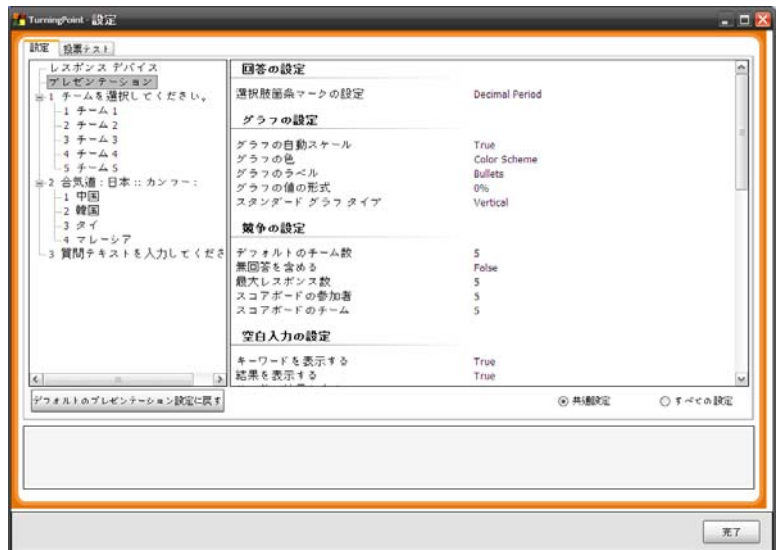 TurningPoint - 設定
設定 投票テスト
レスポンス デバイス
プレゼンテーション
1 チームを選択してください。
1 チーム 1
2 チーム 2
3 チーム 3
4 チーム 4
5 チーム 5
2 合気道：日本 :: カンフー：
1 中国
2 韓国
3 タイ
4 マレーシア
3 質問テキストを入力してくださ
回答の設定
選択肢箇条マークの設定 Decimal Period
グラフの設定
グラフの自動スケール True
グラフの色 Color Scheme
グラフのラベル Bullets
グラフの値の形式 0%
スタンダード グラフ タイプ Vertical
競争の設定
デフォルトのチーム数 5
無回答を含める False
最大レスポンス数 5
スコアボードの参加者 5
スコアボードのチーム 5
空白入力の設定
キーワードを表示する True
結果を表示する True
デフォルトのプレゼンテーション設定に戻す
共通設定 すべての設定
完了